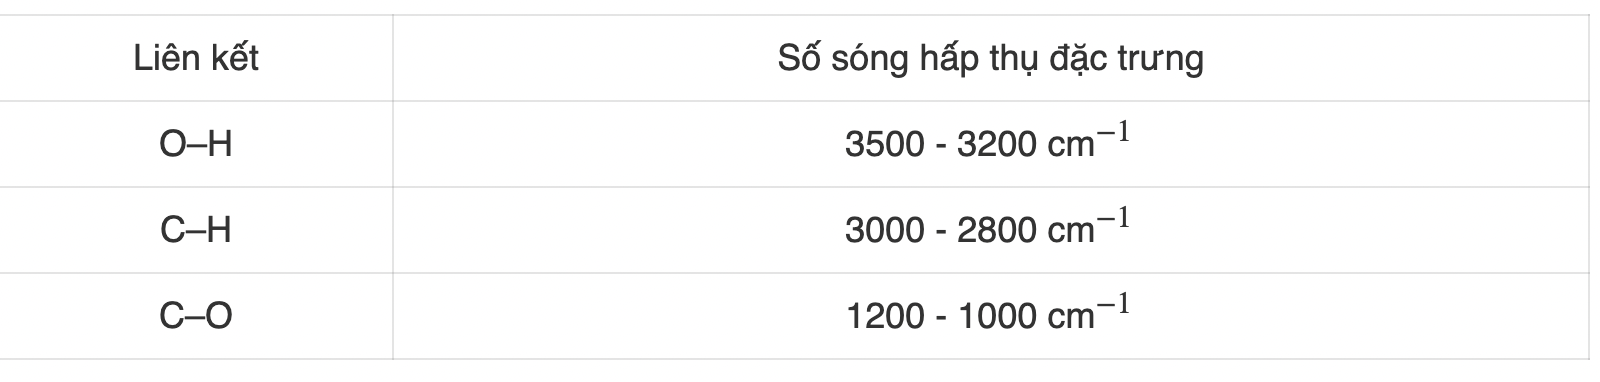 Liên kết Số sóng hấp thụ đặc trưng
O–H 3500 - 3200 cm⁻¹
C–H 3000 - 2800 cm⁻¹
C–O 1200 - 1000 cm⁻¹